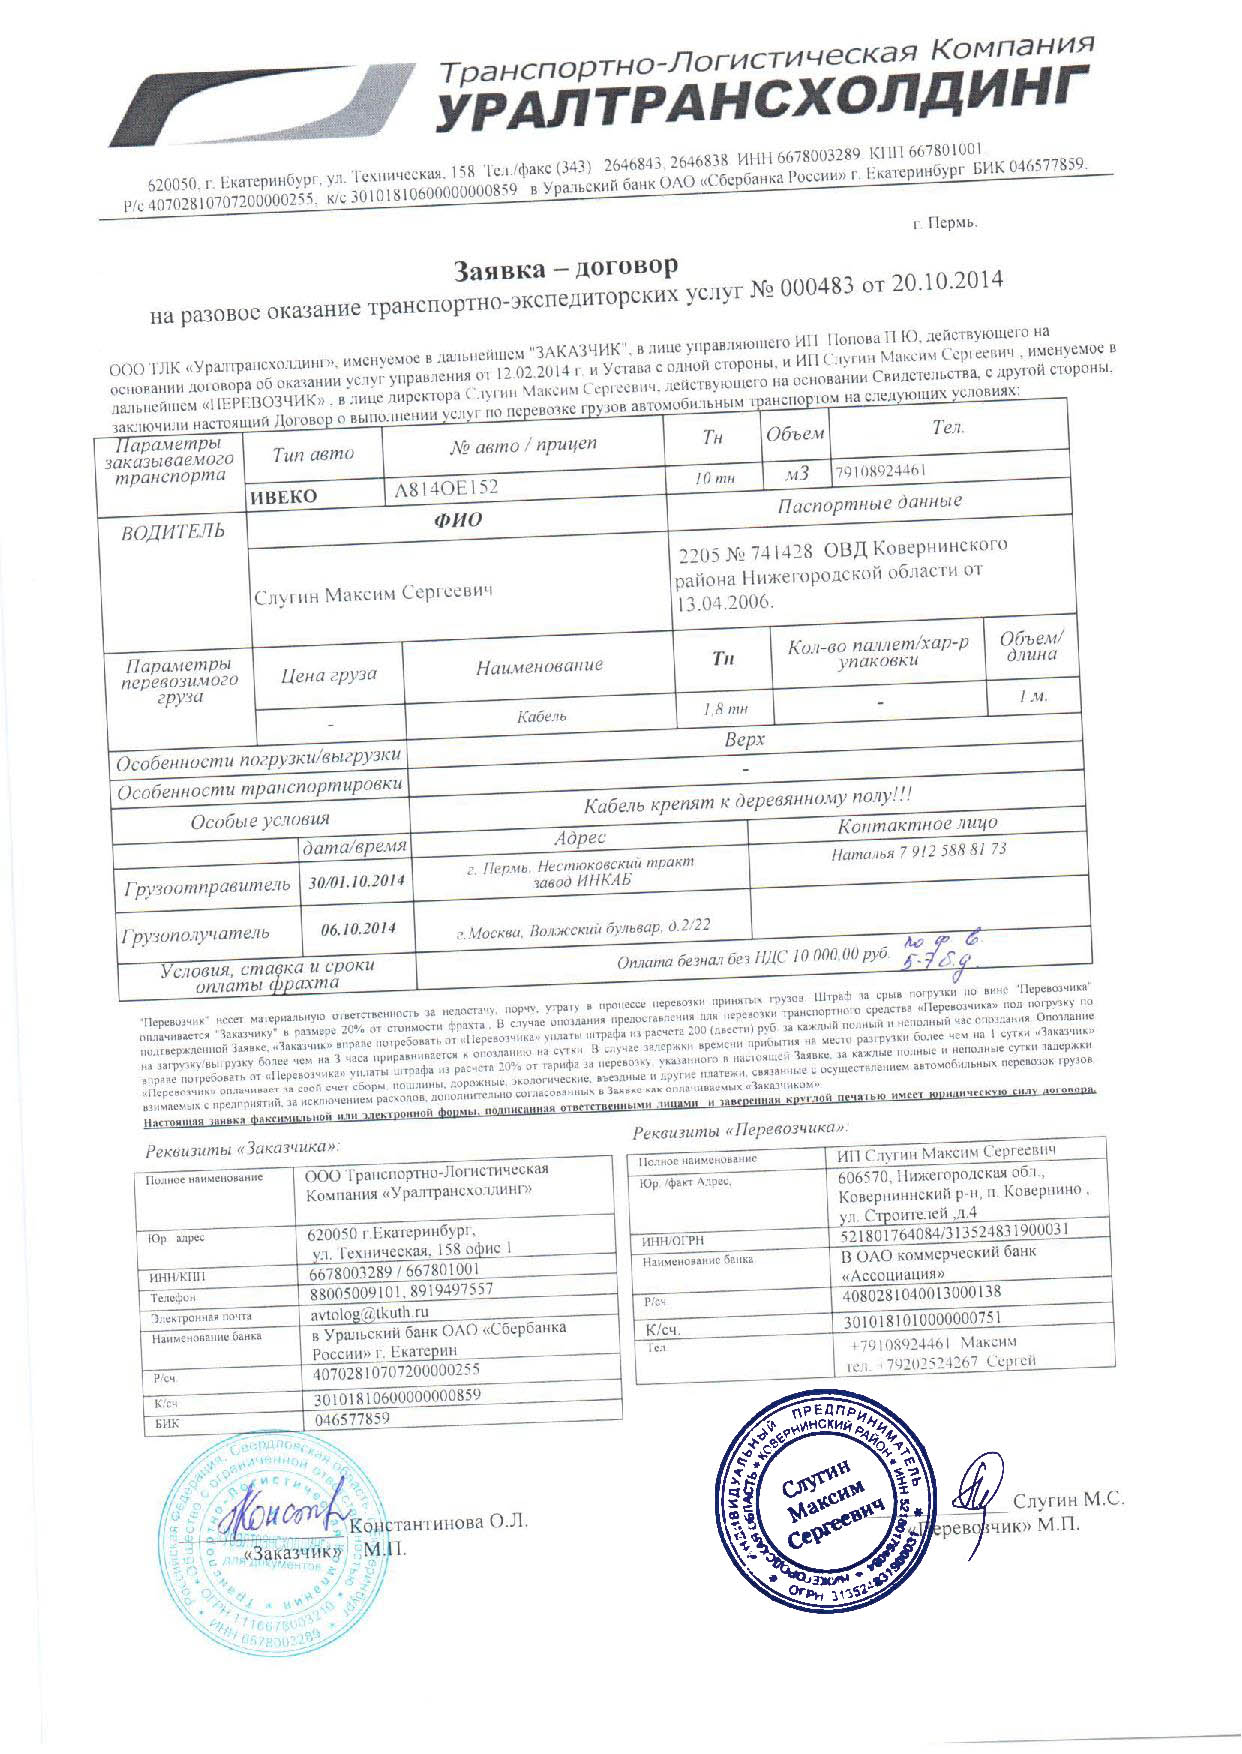 Транспортно-Логистическая Компания
УРАЛТРАНСХОЛДИНГ
620050, г. Екатеринбург, ул. Техническая, 158 Тел./факс (343) 2646843, 2646838 ИНН 6678003289 КПП 667801001
Р/с 40702810707200000255, к/с 30101810600000000859 в Уральский банк ОАО «Сбербанка России» г. Екатеринбург БИК 046577859.
г. Пермь.
Заявка – договор
на разовое оказание транспортно-экспедиторских услуг № 000483 от 20.10.2014
ООО ТЛК «Уралтрансхолдинг», именуемое в дальнейшем "ЗАКАЗЧИК", в лице управляющего ИП Попова П Ю, действующего на
основании договора об оказании услуг управления от 12.02.2014 г. и Устава с одной стороны, и ИП Слугин Максим Сергеевич , именуемое в
дальнейшем «ПЕРЕВОЗЧИК» , в лице директора Слугин Максим Сергеевич, действующего на основании Свидетельства, с другой стороны,
заключили настоящий Договор о выполнении услуг по перевозке грузов автомобильным транспортом на следующих условиях:
Параметры заказываемого транспорта
Тип авто
№ авто / прицеп
Тн
Объем
Тел.
ИВЕКО
А814ОЕ152
10 тн
м3
79108924461
ВОДИТЕЛЬ
ФИО
Паспортные данные
Слугин Максим Сергеевич
2205 № 741428 ОВД Ковернинского
района Нижегородской области от
13.04.2006.
Параметры перевозимого груза
Цена груза
Наименование
Тн
Кол-во паллет/хар-р упаковки
Объем/ длина
-
Кабель
1,8 тн
-
1 м.
Особенности погрузки/выгрузки
Верх
Особенности транспортировки
-
Особые условия
Кабель крепят к деревянному полу!!!
дата/время
Адрес
Контактное лицо
Грузоотправитель
30/01.10.2014
г. Пермь. Нестюковский тракт
завод ИНКАБ
Наталья 7 912 588 81 73
Грузополучатель
06.10.2014
г.Москва, Волжский бульвар, д.2/22
Условия, ставка и сроки
оплаты фрахта
Оплата безнал без НДС 10 000,00 руб.
по ф. в.
5-7 б.д.
"Перевозчик" несет материальную ответственность за недостачу, порчу, утрату в процессе перевозки принятых грузов. Штраф за срыв погрузки по вине "Перевозчика"
оплачивается "Заказчику" в размере 20% от стоимости фрахта . В случае опоздания предоставления для перевозки транспортного средства «Перевозчика» под погрузку по
подтвержденной Заявке, «Заказчик» вправе потребовать от «Перевозчика» уплаты штрафа из расчета 200 (двести) руб. за каждый полный и неполный час опоздания. Опоздание
на загрузку/выгрузку более чем на 3 часа приравнивается к опозданию на сутки. В случае задержки времени прибытия на место разгрузки более чем на 1 сутки «Заказчик»
вправе потребовать от «Перевозчика» уплаты штрафа из расчета 20% от тарифа за перевозку, указанного в настоящей Заявке, за каждые полные и неполные сутки задержки
«Перевозчик» оплачивает за свой счет сборы, пошлины, дорожные, экологические, въездные и другие платежи, связанные с осуществлением автомобильных перевозок грузов,
взимаемых с предприятий, за исключением расходов, дополнительно согласованных в Заявке как оплачиваемых «Заказчиком»
Настоящая заявка факсимильной или электронной формы, подписанная ответственными лицами и заверенная круглой печатью имеет юридическую силу договора.
Реквизиты «Заказчика»:
Полное наименование
ООО Транспортно-Логистическая
Компания «Уралтрансхолдинг»
Юр адрес
620050 г.Екатеринбург,
ул. Техническая, 158 офис 1
ИНН/КПП
6678003289 / 667801001
Телефон
88005009101, 8919497557
Электронная почта
avtolog@tkuth.ru
Наименование банка
в Уральский банк ОАО «Сбербанка
России» г. Екатерин
Р/сч.
40702810707200000255
К/сч
30101810600000000859
БИК
046577859
Реквизиты «Перевозчика»:
Полное наименование
ИП Слугин Максим Сергеевич
Юр. /факт Адрес,
606570, Нижегородская обл.,
Коверниннский р-н, п. Ковернино ,
ул. Строителей ,д.4
ИНН/ОГРН
521801764084/313524831900031
Наименование банка
В ОАО коммерческий банк
«Ассоциация»
Р/сч
4080281040013000138
К/сч.
3010181010000000751
Тел.
+79108924461 Максим
тел. +79202524267 Сергей
Константинова О.Л.
«Заказчик» М.П.
Российская Федерация, Свердловская область, г. Екатеринбург
Общество с ограниченной ответственностью
Транспортно-Логистическая компания
УРАЛТРАНСХОЛДИНГ
для документов
ОГРН 1116678003210
ИНН 6678003289
ИНДИВИДУАЛЬНЫЙ ПРЕДПРИНИМАТЕЛЬ
НИЖЕГОРОДСКАЯ ОБЛАСТЬ * КОВЕРНИНСКИЙ РАЙОН * ИНН 521801764084
ОГРН 313524831900031
Слугин
Максим
Сергеевич
Слугин М.С.
«Перевозчик» М.П.